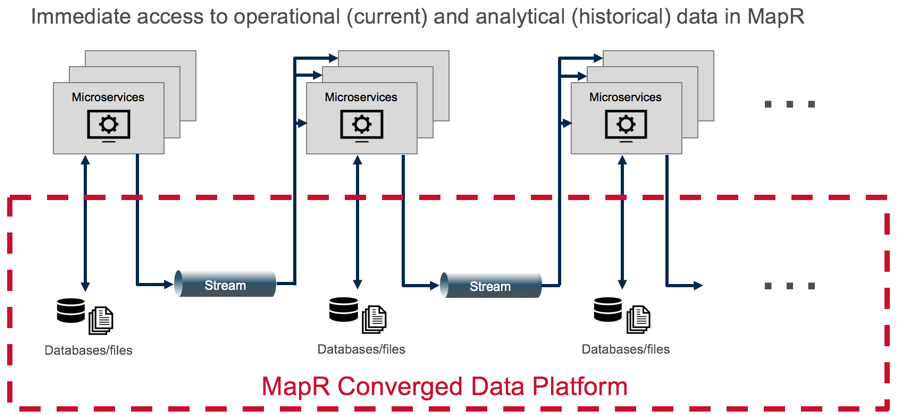 Immediate access to operational (current) and analytical (historical) data in MapR
Microservices
Microservices
Microservices
Stream
Stream
Databases/files
Databases/files
Databases/files
MapR Converged Data Platform